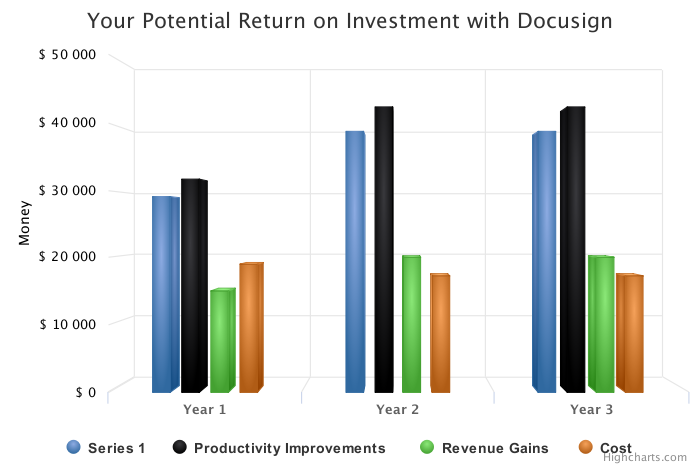 Your Potential Return on Investment with Docusign
$ 50 000
$ 40 000
$ 30 000
$ 20 000
$ 10 000
$ 0
Money
Year 1
Year 2
Year 3
Series 1
Productivity Improvements
Revenue Gains
Cost
Highcharts.com